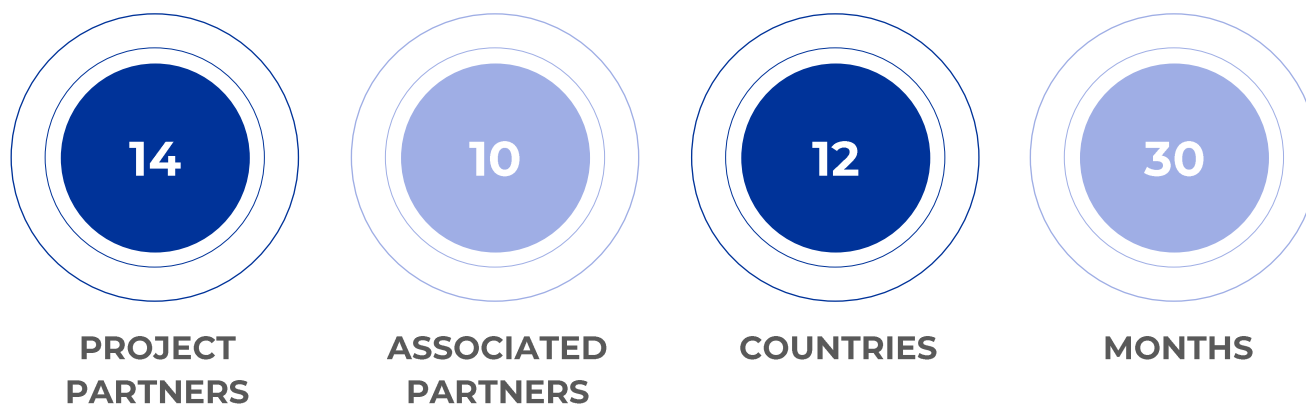 14
10
12
30
PROJECT
PARTNERS
ASSOCIATED
PARTNERS
COUNTRIES
MONTHS